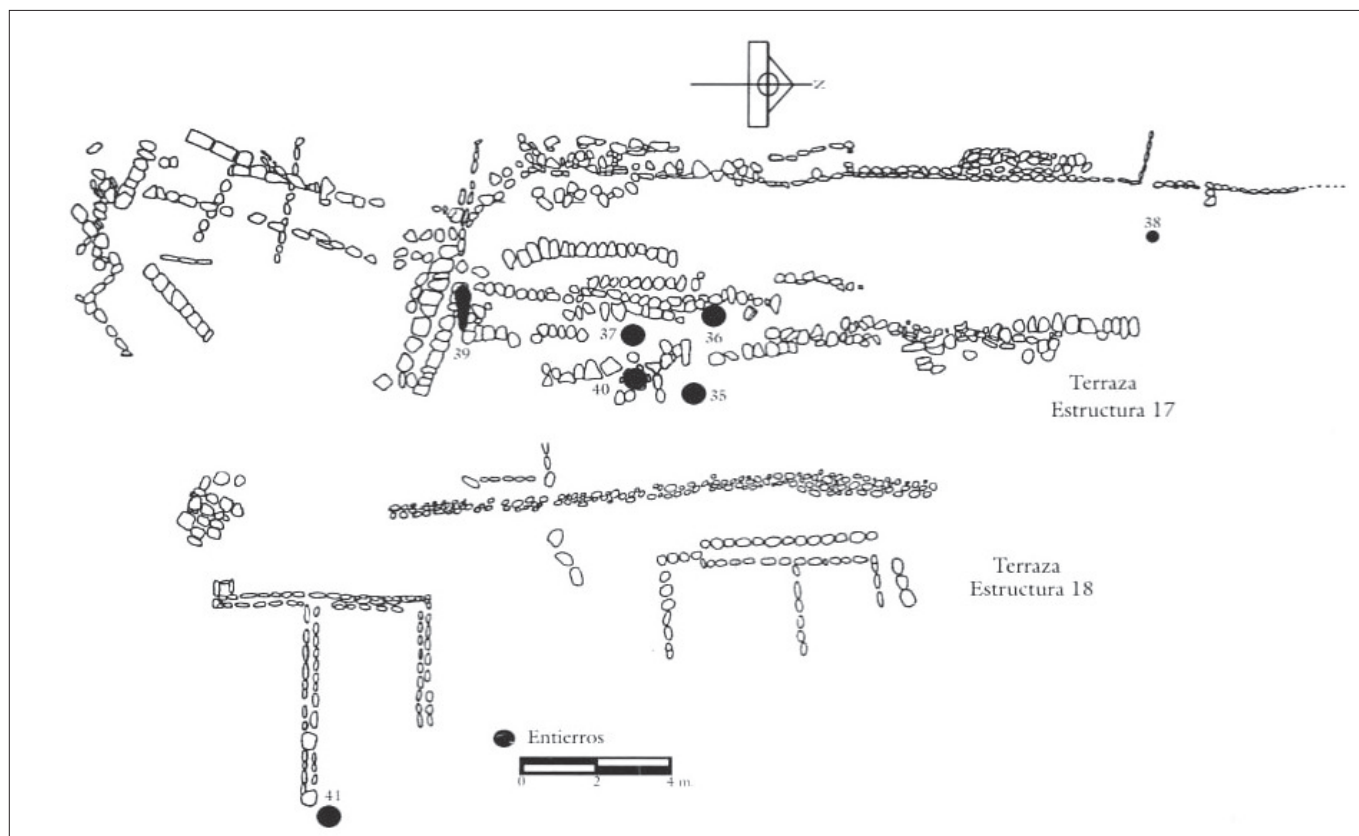 N
38
37
36
39
40
35
Terraza
Estructura 17
Terraza
Estructura 18
Entierros
0 2 4 m
41